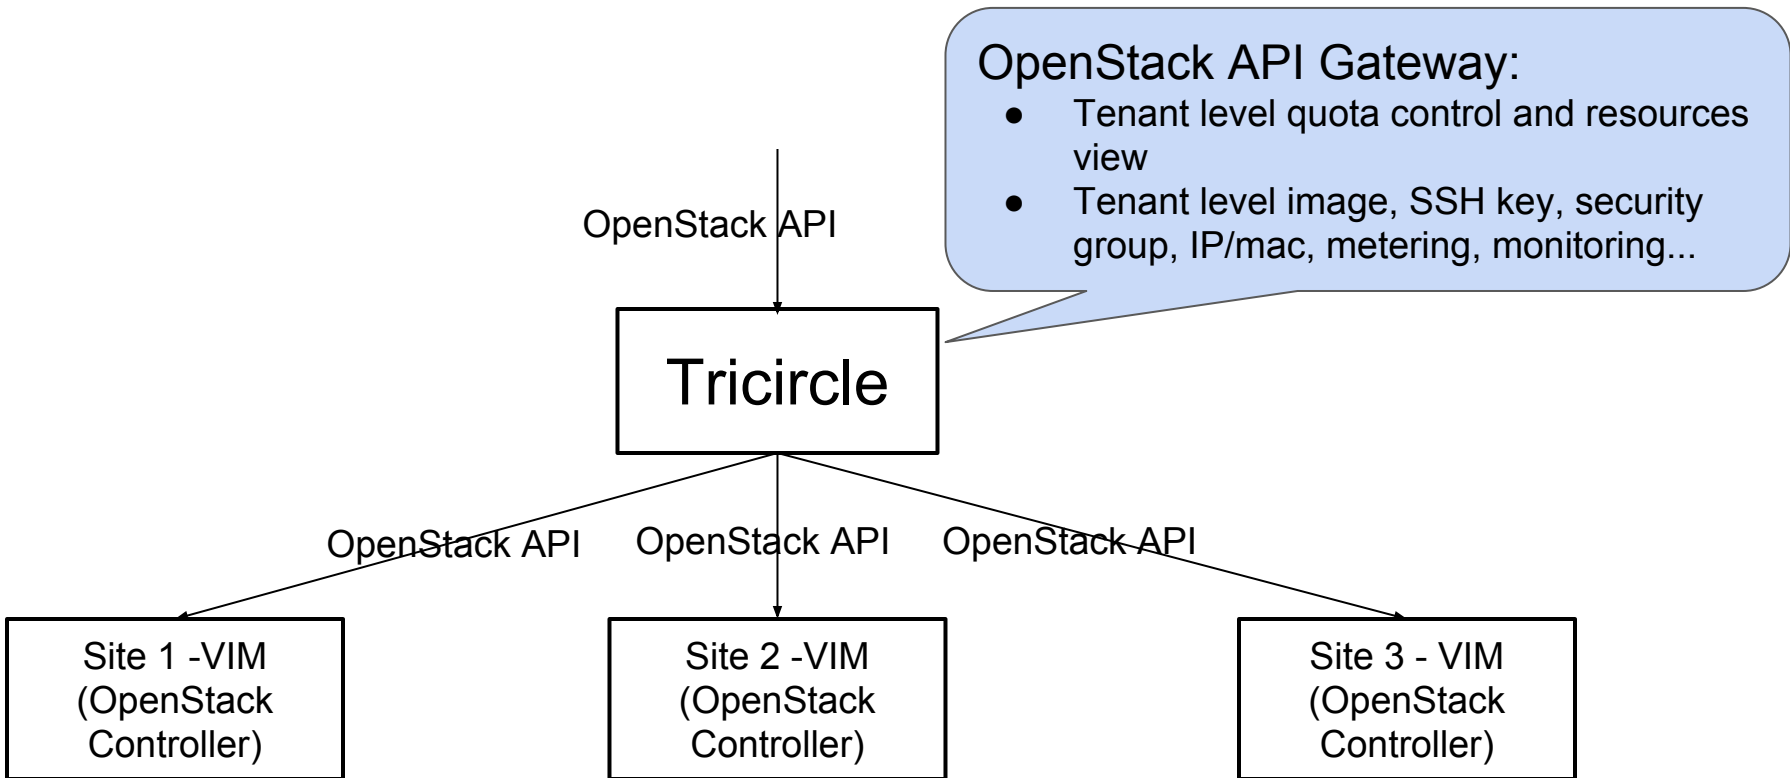 OpenStack API Gateway:
● Tenant level quota control and resources
view
● Tenant level image, SSH key, security
group, IP/mac, metering, monitoring...
OpenStack API
Tricircle
OpenStack API
OpenStack API
OpenStack API
Site 1 -VIM
(OpenStack
Controller)
Site 2 -VIM
(OpenStack
Controller)
Site 3 - VIM
(OpenStack
Controller)